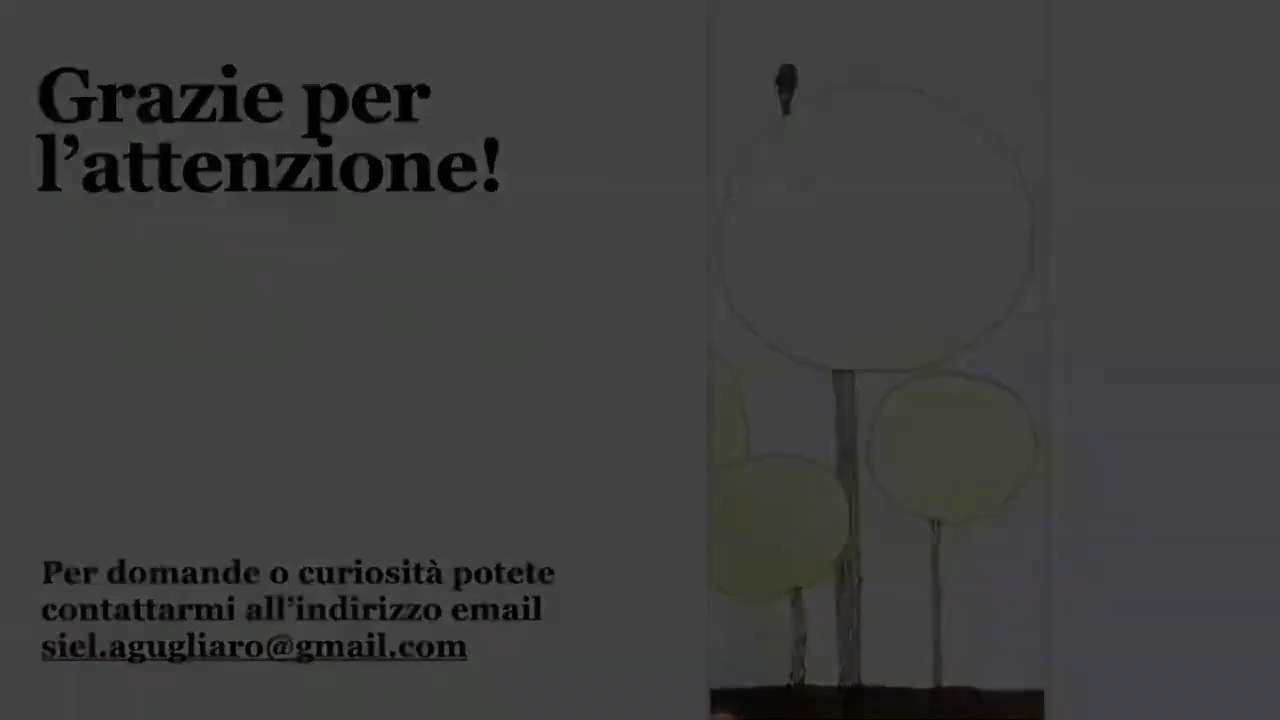 Grazie per
l’attenzione!
Per domande o curiosità potete
contattarmi all’indirizzo email
siel.agugliaro@gmail.com